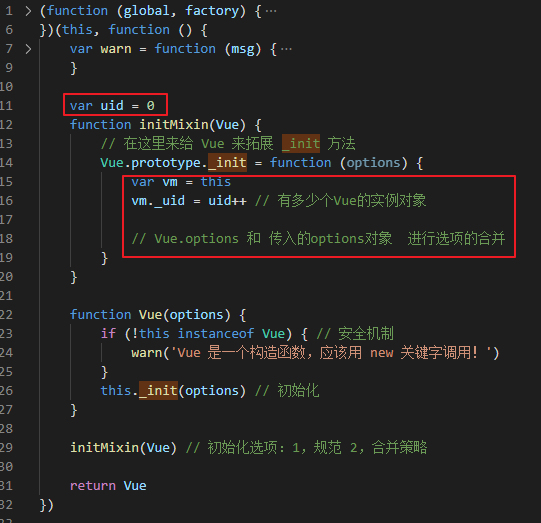 1 > (function (global, factory) {…
6 })(this, function () {
7 > var warn = function (msg) {…
9 }
10
11 var uid = 0
12 function initMixin(Vue) {
13 // 在这里来给 Vue 来拓展 _init 方法
14 Vue.prototype._init = function (options) {
15 var vm = this
16 vm._uid = uid++ // 有多少个Vue的实例对象
17
18 // Vue.options 和 传入的options对象 进行选项的合并
19 }
20 }
21
22 function Vue(options) {
23 if (!this instanceof Vue) { // 安全机制
24 warn('Vue 是一个构造函数，应该用 new 关键字调用！')
25 }
26 this._init(options) // 初始化
27 }
28
29 initMixin(Vue) // 初始化选项：1，规范 2，合并策略
30
31 return Vue
32 })